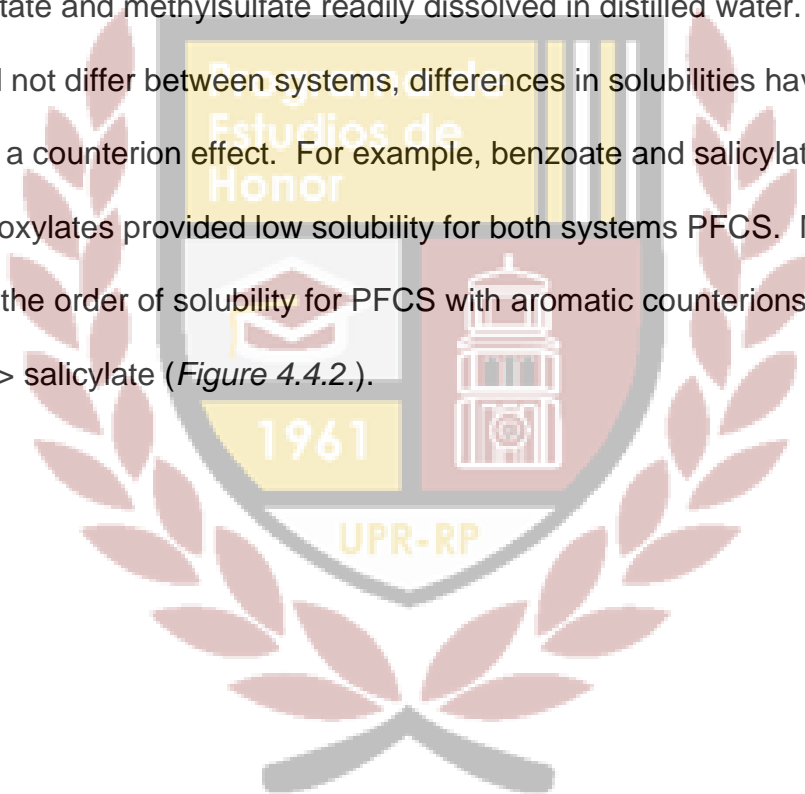 tate and methylsulfate readily dissolved in distilled water.
not differ between systems, differences in solubilities hav
a counterion effect. For example, benzoate and salicylat
oxylates provided low solubility for both systems PFCS.
the order of solubility for PFCS with aromatic counterions
> salicylate (Figure 4.4.2.).
Programa de
Estudios de
Honor
1961
UPR-RP